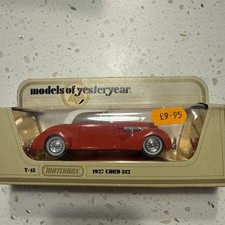 models of yesteryear
£9-95
Y-18
MATCHBOX
1937 CORD 812